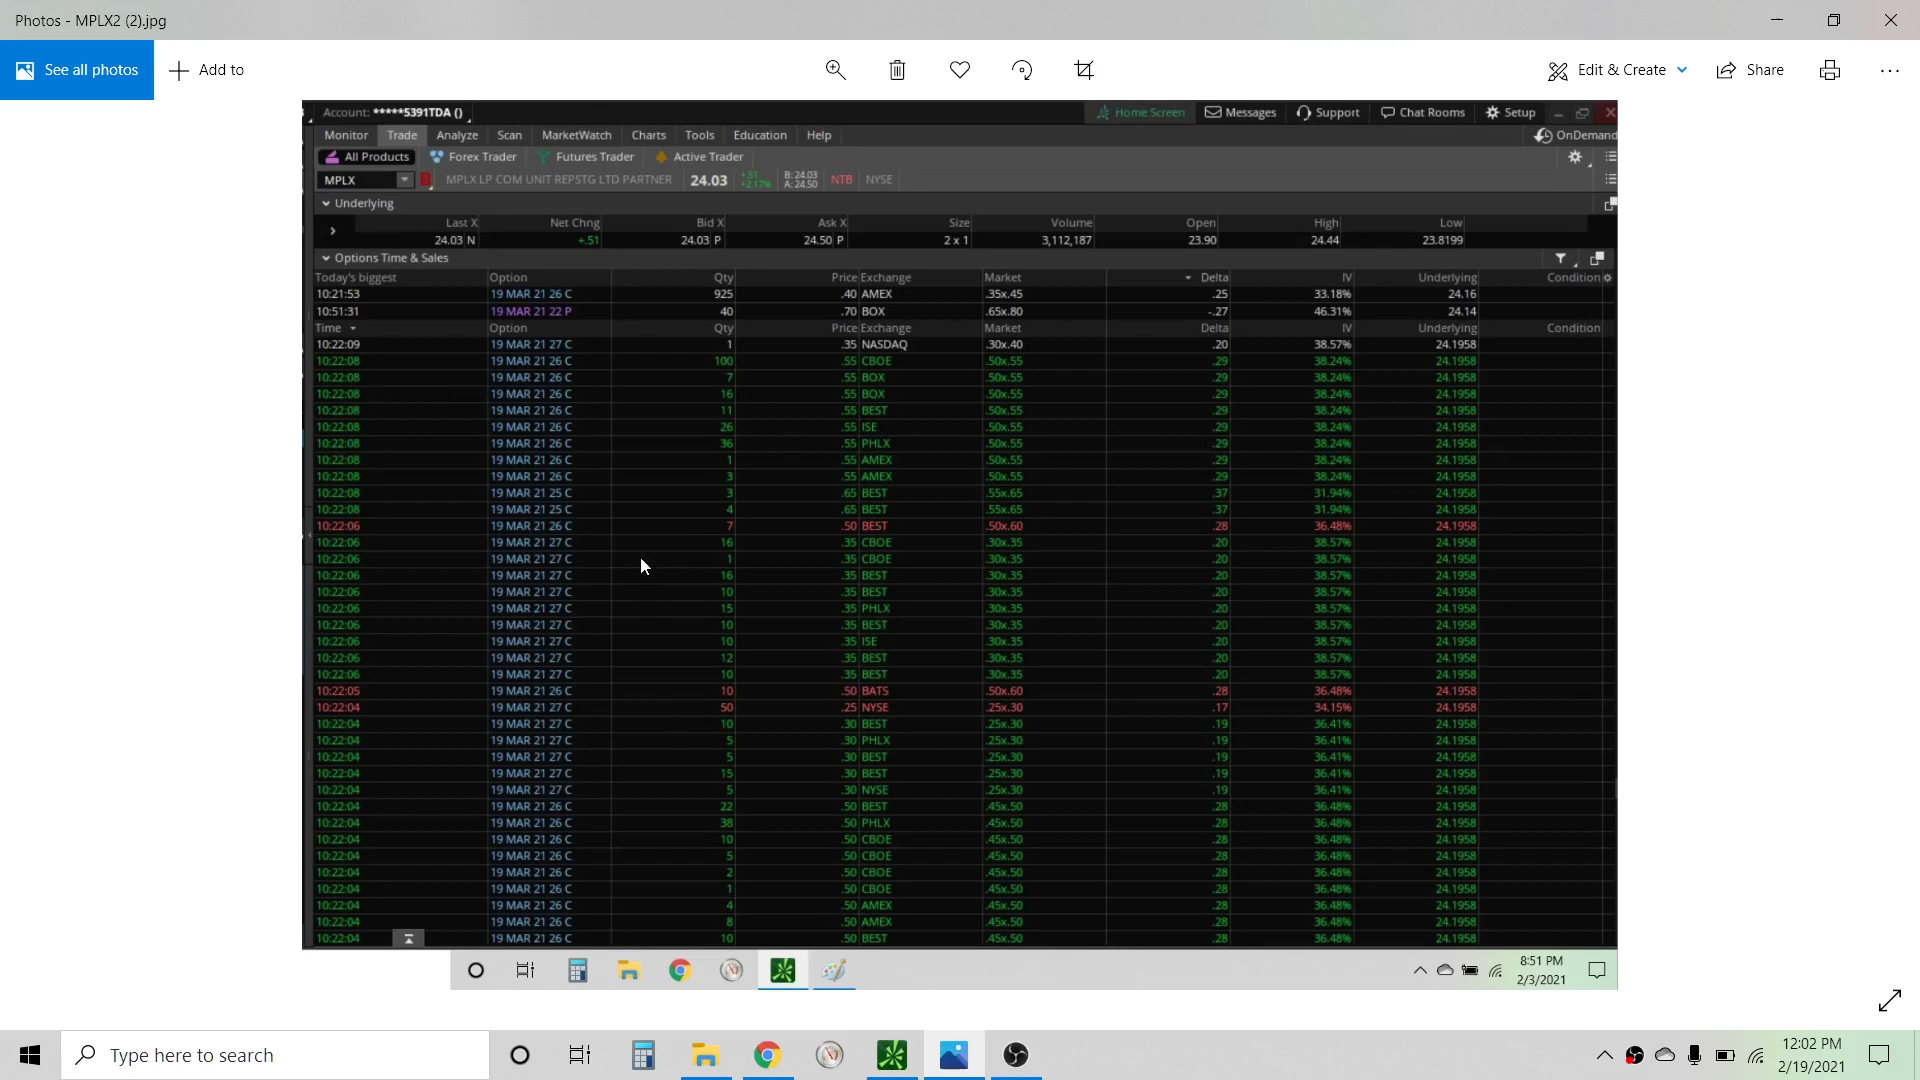 Photos - MPLX2 (2).jpg
See all photos Add to Edit & Create Share
Account: *****5391TDA () Home Screen Messages Support Chat Rooms Setup
Monitor Trade Analyze Scan MarketWatch Charts Tools Education Help OnDemand
All Products Forex Trader Futures Trader Active Trader
MPLX MPLX LP COM UNIT REPSTG LTD PARTNER 24.03 +.51 +2.17% B: 24.03 A: 24.50 NTB NYSE
Underlying
Last X Net Chng Bid X Ask X Size Volume Open High Low
24.03 N +.51 24.03 P 24.50 P 2 x 1 3,112,187 23.90 24.44 23.8199
Options Time & Sales
Today's biggest Option Qty Price Exchange Market Delta IV Underlying Condition
10:21:53 19 MAR 21 26 C 925 .40 AMEX .35x.45 .25 33.18% 24.16
10:51:31 19 MAR 21 22 P 40 .70 BOX .65x.80 -.27 46.31% 24.14
Time Option Qty Price Exchange Market Delta IV Underlying Condition
10:22:09 19 MAR 21 27 C 1 .35 NASDAQ .30x.40 .20 38.57% 24.1958
10:22:08 19 MAR 21 26 C 100 .55 CBOE .50x.55 .29 38.24% 24.1958
10:22:08 19 MAR 21 26 C 7 .55 BOX .50x.55 .29 38.24% 24.1958
10:22:08 19 MAR 21 26 C 16 .55 BOX .50x.55 .29 38.24% 24.1958
10:22:08 19 MAR 21 26 C 11 .55 BEST .50x.55 .29 38.24% 24.1958
10:22:08 19 MAR 21 26 C 26 .55 ISE .50x.55 .29 38.24% 24.1958
10:22:08 19 MAR 21 26 C 36 .55 PHLX .50x.55 .29 38.24% 24.1958
10:22:08 19 MAR 21 26 C 1 .55 AMEX .50x.55 .29 38.24% 24.1958
10:22:08 19 MAR 21 26 C 3 .55 AMEX .50x.55 .29 38.24% 24.1958
10:22:08 19 MAR 21 25 C 3 .65 BEST .55x.65 .37 31.94% 24.1958
10:22:08 19 MAR 21 25 C 4 .65 BEST .55x.65 .37 31.94% 24.1958
10:22:06 19 MAR 21 26 C 7 .50 BEST .50x.60 .28 36.48% 24.1958
10:22:06 19 MAR 21 27 C 16 .35 CBOE .30x.35 .20 38.57% 24.1958
10:22:06 19 MAR 21 27 C 1 .35 CBOE .30x.35 .20 38.57% 24.1958
10:22:06 19 MAR 21 27 C 16 .35 BEST .30x.35 .20 38.57% 24.1958
10:22:06 19 MAR 21 27 C 10 .35 BEST .30x.35 .20 38.57% 24.1958
10:22:06 19 MAR 21 27 C 15 .35 PHLX .30x.35 .20 38.57% 24.1958
10:22:06 19 MAR 21 27 C 10 .35 BEST .30x.35 .20 38.57% 24.1958
10:22:06 19 MAR 21 27 C 10 .35 ISE .30x.35 .20 38.57% 24.1958
10:22:06 19 MAR 21 27 C 12 .35 BEST .30x.35 .20 38.57% 24.1958
10:22:06 19 MAR 21 27 C 10 .35 BEST .30x.35 .20 38.57% 24.1958
10:22:05 19 MAR 21 26 C 10 .50 BATS .50x.60 .28 36.48% 24.1958
10:22:04 19 MAR 21 27 C 50 .25 NYSE .25x.30 .17 34.15% 24.1958
10:22:04 19 MAR 21 27 C 10 .30 BEST .25x.30 .19 36.41% 24.1958
10:22:04 19 MAR 21 27 C 5 .30 PHLX .25x.30 .19 36.41% 24.1958
10:22:04 19 MAR 21 27 C 5 .30 BEST .25x.30 .19 36.41% 24.1958
10:22:04 19 MAR 21 27 C 15 .30 BEST .25x.30 .19 36.41% 24.1958
10:22:04 19 MAR 21 27 C 5 .30 NYSE .25x.30 .19 36.41% 24.1958
10:22:04 19 MAR 21 26 C 22 .50 BEST .45x.50 .28 36.48% 24.1958
10:22:04 19 MAR 21 26 C 38 .50 PHLX .45x.50 .28 36.48% 24.1958
10:22:04 19 MAR 21 26 C 10 .50 CBOE .45x.50 .28 36.48% 24.1958
10:22:04 19 MAR 21 26 C 5 .50 CBOE .45x.50 .28 36.48% 24.1958
10:22:04 19 MAR 21 26 C 2 .50 CBOE .45x.50 .28 36.48% 24.1958
10:22:04 19 MAR 21 26 C 1 .50 CBOE .45x.50 .28 36.48% 24.1958
10:22:04 19 MAR 21 26 C 4 .50 AMEX .45x.50 .28 36.48% 24.1958
10:22:04 19 MAR 21 26 C 8 .50 AMEX .45x.50 .28 36.48% 24.1958
10:22:04 19 MAR 21 26 C 10 .50 BEST .45x.50 .28 36.48% 24.1958
8:51 PM
2/3/2021
Type here to search 12:02 PM
2/19/2021